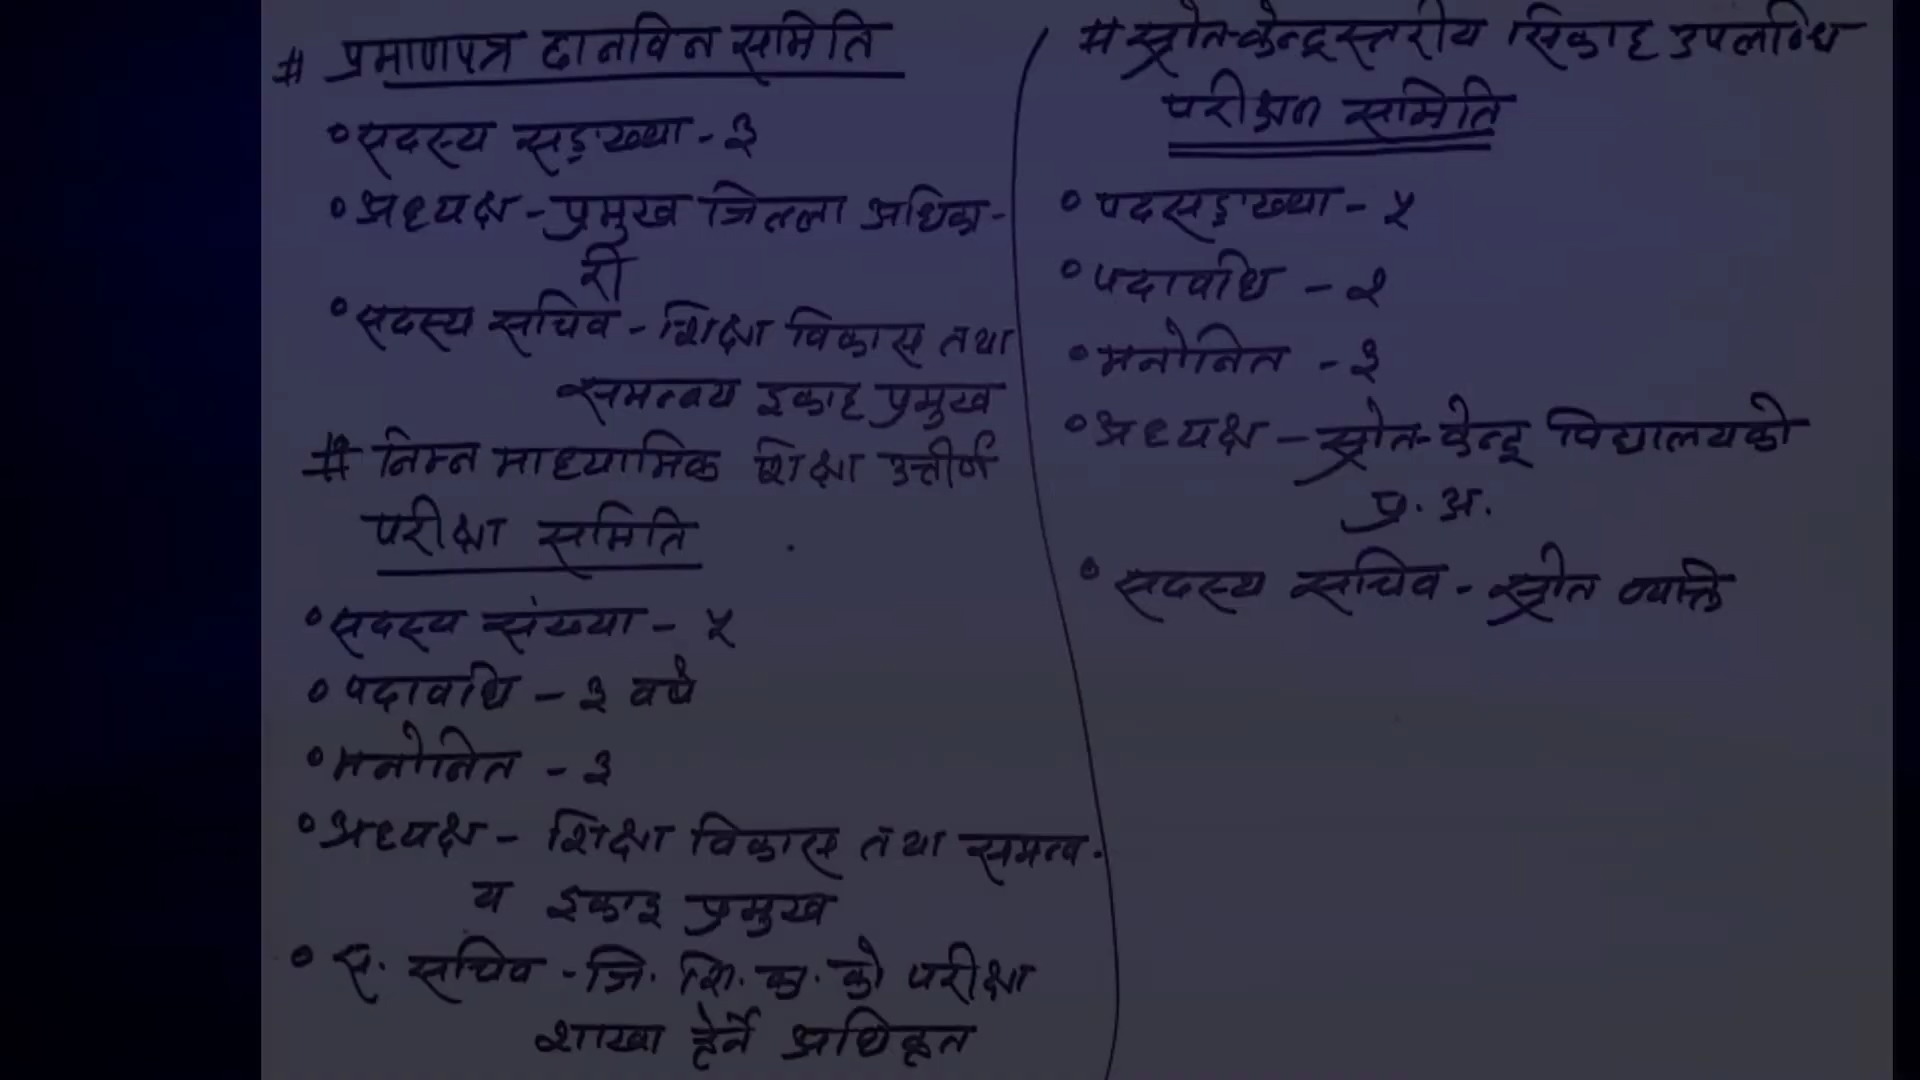 # प्रमाणपत्र छानविन समिति
• सदस्य सङ्ख्या - ३
• अध्यक्ष - प्रमुख जिल्ला अधिका-
री
• सदस्य सचिव - शिक्षा विकास तथा
समन्वय इकाइ प्रमुख
# निम्न माध्यामिक शिक्षा उत्तीर्ण
परीक्षा समिति
• सदस्य संख्या - ५
• पदावधि - ३ वर्ष
• मनोनित - ३
• अध्यक्ष - शिक्षा विकास तथा समन्व-
य इकाइ प्रमुख
• स. सचिव - जि. शि. का. को परीक्षा
शाखा हेर्ने अधिकृत
# स्रोत-केन्द्रस्तरीय सिकाइ उपलब्धि
परीक्षण समिति
• पदसङ्ख्या - ५
• पदावधि - २
• मनोनित - ३
• अध्यक्ष - स्रोत-केन्द्र विद्यालयको
प्र. अ.
• सदस्य सचिव - स्रोत व्यक्ति